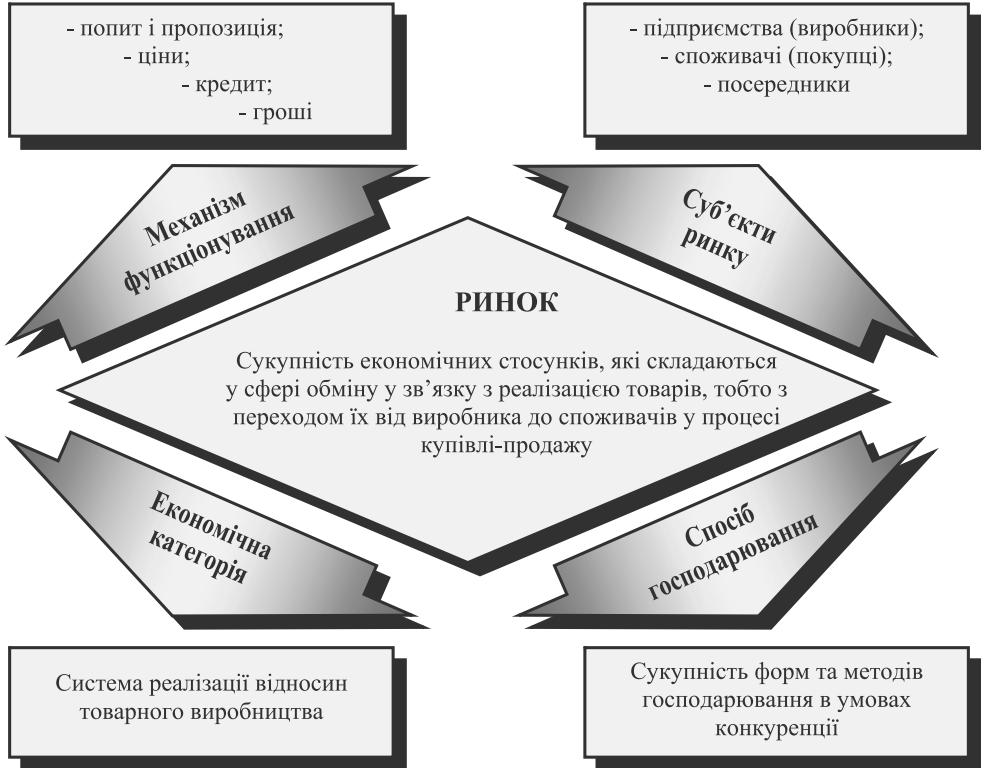 - попит і пропозиція;
- ціни;
- кредит;
- гроші
- підприємства (виробники);
- споживачі (покупці);
- посередники
Механізм
функціонування
Суб’єкти
ринку
РИНОК
Сукупність економічних стосунків, які складаються
у сфері обміну у зв’язку з реалізацією товарів, тобто з
переходом їх від виробника до споживачів у процесі
купівлі-продажу
Економічна
категорія
Спосіб
господарювання
Система реалізації відносин
товарного виробництва
Сукупність форм та методів
господарювання в умовах
конкуренції